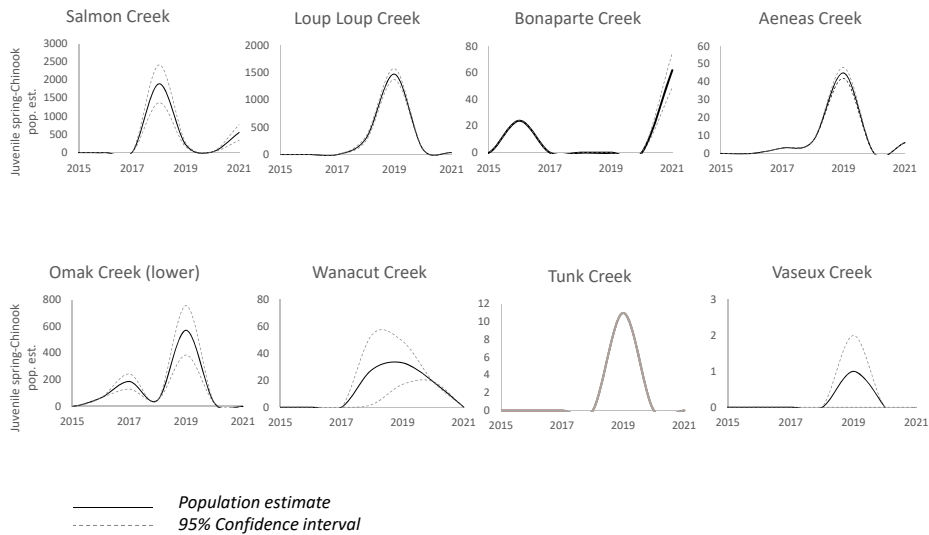 Salmon Creek
Loup Loup Creek
Bonaparte Creek
Aeneas Creek
Juvenile spring-Chinook
pop. est.
3000
2500
2000
1500
1000
500
0
2015 2017 2019 2021
2000
1500
1000
500
0
2015 2017 2019 2021
80
60
40
20
0
2015 2017 2019 2021
60
50
40
30
20
10
0
2015 2017 2019 2021
Omak Creek (lower)
Wanacut Creek
Tunk Creek
Vaseux Creek
Juvenile spring-Chinook
pop. est.
800
600
400
200
0
2015 2017 2019 2021
80
60
40
20
0
2015 2017 2019 2021
12
10
8
6
4
2
0
2015 2017 2019 2021
3
2
1
0
2015 2017 2019 2021
Population estimate
95% Confidence interval